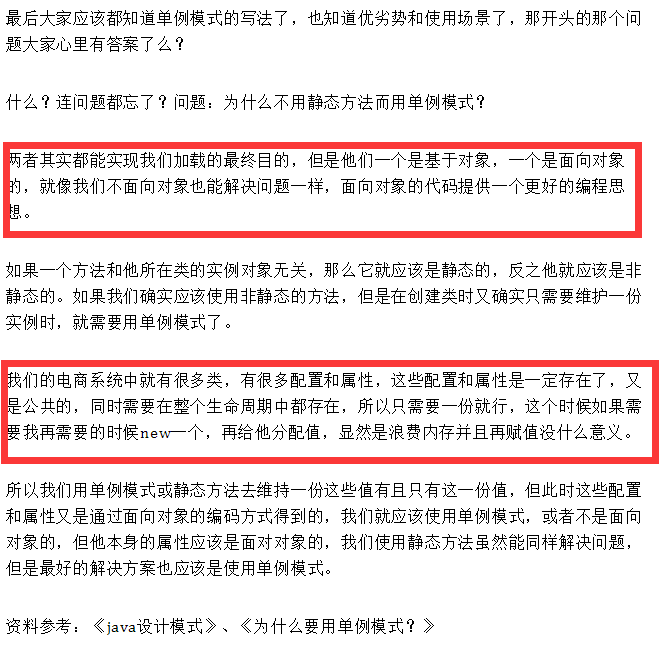 最后大家应该都知道单例模式的写法了，也知道优劣势和使用场景了，那开头的那个问
题大家心里有答案了么？
什么？连问题都忘了？问题：为什么不用静态方法而用单例模式？
两者其实都能实现我们加载的最终目的，但是他们一个是基于对象，一个是面向对象
的，就像我们不面向对象也能解决问题一样，面向对象的代码提供一个更好的编程思
想。
如果一个方法和他所在类的实例对象无关，那么它就应该是静态的，反之他就应该是非
静态的。如果我们确实应该使用非静态的方法，但是在创建类时又确实只需要维护一份
实例时，就需要用单例模式了。
我们的电商系统中就有很多类，有很多配置和属性，这些配置和属性是一定存在了，又
是公共的，同时需要在整个生命周期中都存在，所以只需要一份就行，这个时候如果需
要我再需要的时候new一个，再给他分配值，显然是浪费内存并且再赋值没什么意义。
所以我们用单例模式或静态方法去维持一份这些值有且只有这一份值，但此时这些配置
和属性又是通过面向对象的编码方式得到的，我们就应该使用单例模式，或者不是面向
对象的，但他本身的属性应该是面对对象的，我们使用静态方法虽然能同样解决问题，
但是最好的解决方案也应该是使用单例模式。
资料参考：《java设计模式》、《为什么要用单例模式？》